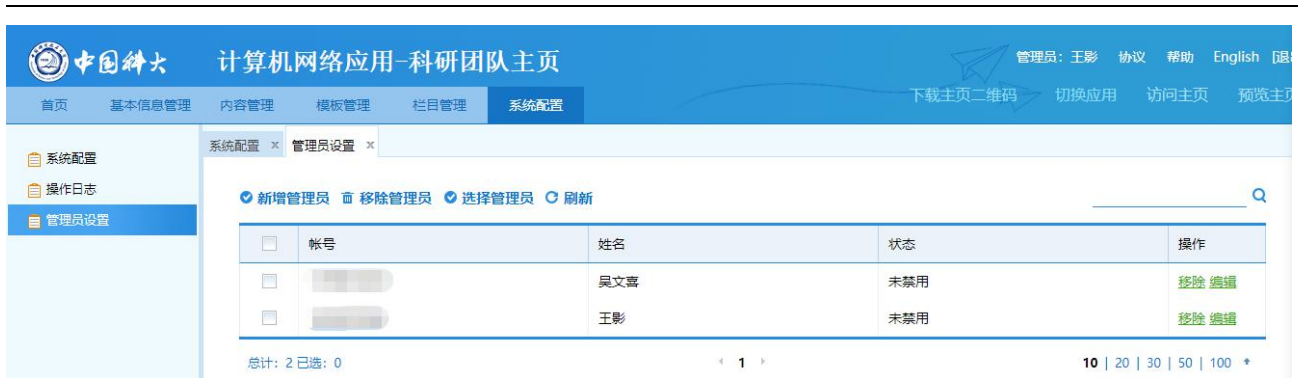 中国科大 计算机网络应用-科研团队主页 管理员：王影 协议 帮助 English [退
首页 基本信息管理 内容管理 模板管理 栏目管理 系统配置 下载主页二维码 切换应用 访问主页 预览主页
系统配置 × 管理员设置 ×
系统配置
操作日志
管理员设置
新增管理员 移除管理员 选择管理员 刷新
帐号 姓名 状态 操作
吴文喜 未禁用 移除 编辑
王影 未禁用 移除 编辑
总计：2 已选：0 1 10 | 20 | 30 | 50 | 100